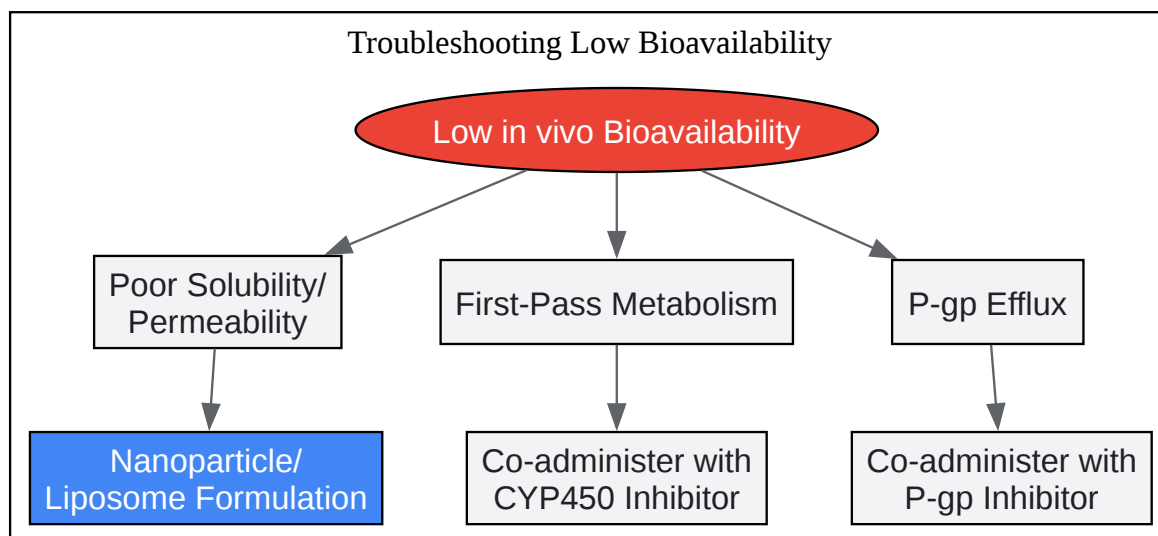 Troubleshooting Low Bioavailability
Low in vivo Bioavailability
Poor Solubility/
Permeability
First-Pass Metabolism
P-gp Efflux
Nanoparticle/
Liposome Formulation
Co-administer with
CYP450 Inhibitor
Co-administer with
P-gp Inhibitor